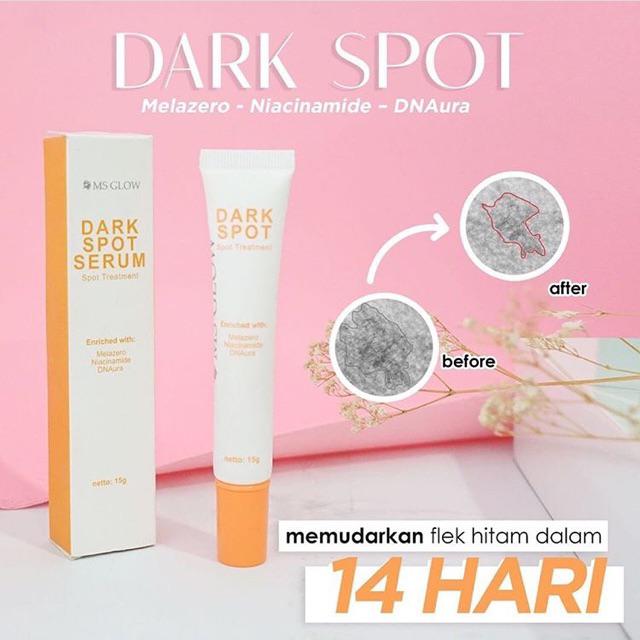 DARK SPOT
Melazero - Niacinamide – DNAura
MS GLOW
DARK
SPOT
SERUM
Spot Treatment
Enriched with:
Melazero
Niacinamide
DNAura
netto: 15g
DARK
SPOT
Spot Treatment
MS GLOW
Enriched with:
Melazero
Niacinamide
DNAura
netto: 15g
after
before
memudarkan flek hitam dalam
14 HARI